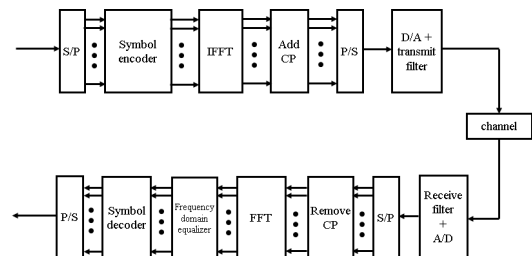 S/P
Symbol
encoder
IFFT
Add
CP
P/S
D/A +
transmit
filter
channel
P/S
Symbol
decoder
Frequency
domain
equalizer
FFT
Remove
CP
S/P
Receive
filter
+
A/D